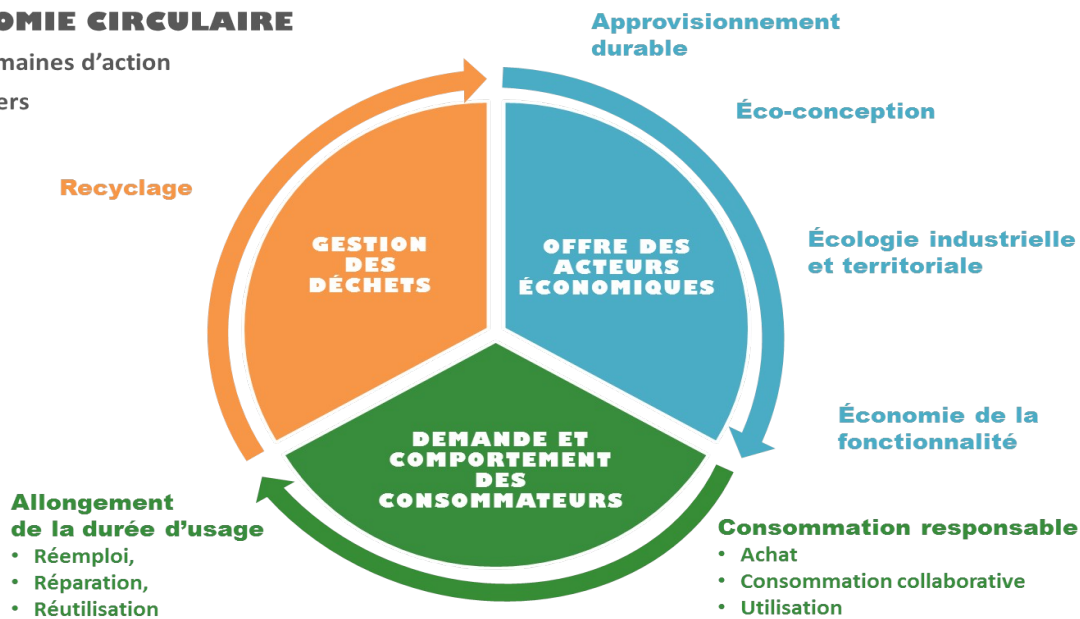 OMIE CIRCULAIRE
maines d’action
ers
Approvisionnement
durable
Éco-conception
Écologie industrielle
et territoriale
Économie de la
fonctionnalité
Recyclage
GESTION
DES
DÉCHETS
OFFRE DES
ACTEURS
ÉCONOMIQUES
DEMANDE ET
COMPORTEMENT
DES
CONSOMMATEURS
Consommation responsable
• Achat
• Consommation collaborative
• Utilisation
Allongement
de la durée d’usage
• Réemploi,
• Réparation,
• Réutilisation